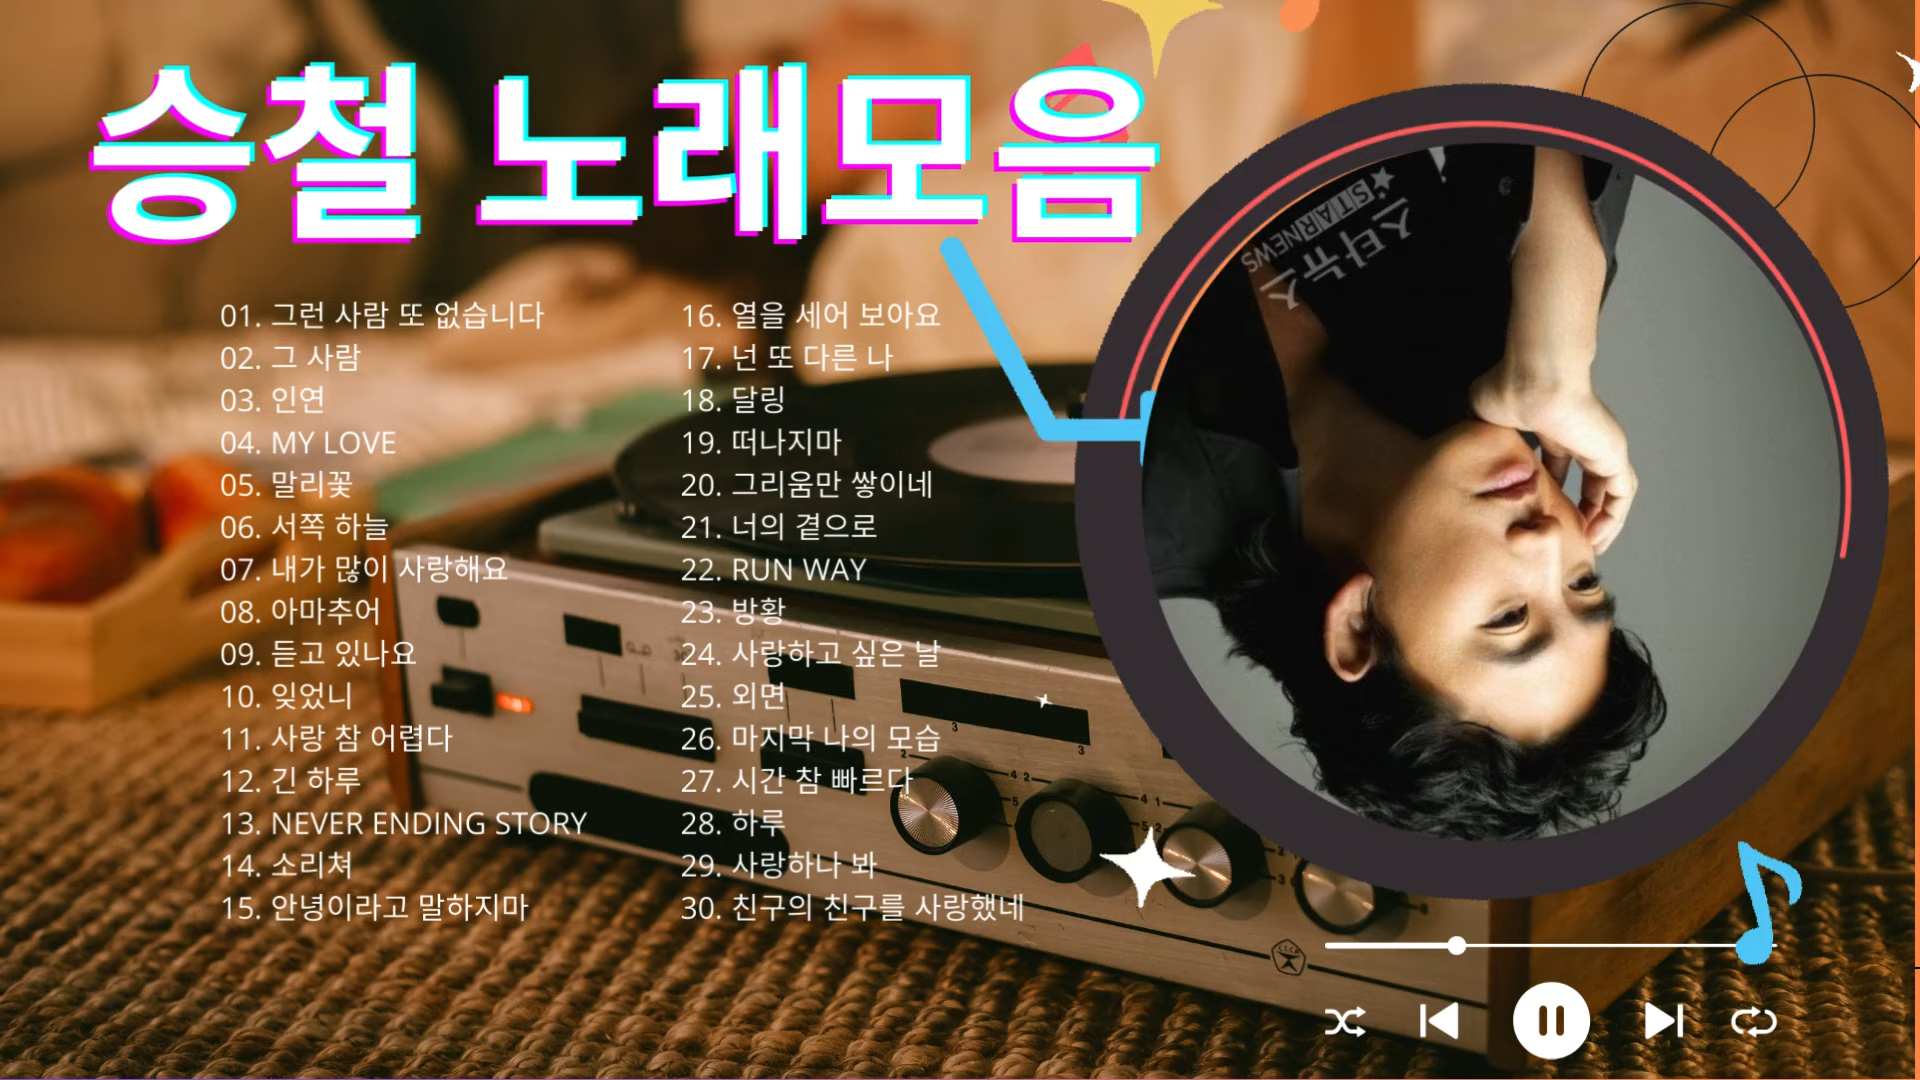 승철 노래모음
01. 그런 사람 또 없습니다
02. 그 사람
03. 인연
04. MY LOVE
05. 말리꽃
06. 서쪽 하늘
07. 내가 많이 사랑해요
08. 아마추어
09. 듣고 있나요
10. 잊었니
11. 사랑 참 어렵다
12. 긴 하루
13. NEVER ENDING STORY
14. 소리쳐
15. 안녕이라고 말하지마
16. 열을 세어 보아요
17. 넌 또 다른 나
18. 달링
19. 떠나지마
20. 그리움만 쌓이네
21. 너의 곁으로
22. RUN WAY
23. 방황
24. 사랑하고 싶은 날
25. 외면
26. 마지막 나의 모습
27. 시간 참 빠르다
28. 하루
29. 사랑하나 봐
30. 친구의 친구를 사랑했네
스타뉴스
STARNEWS